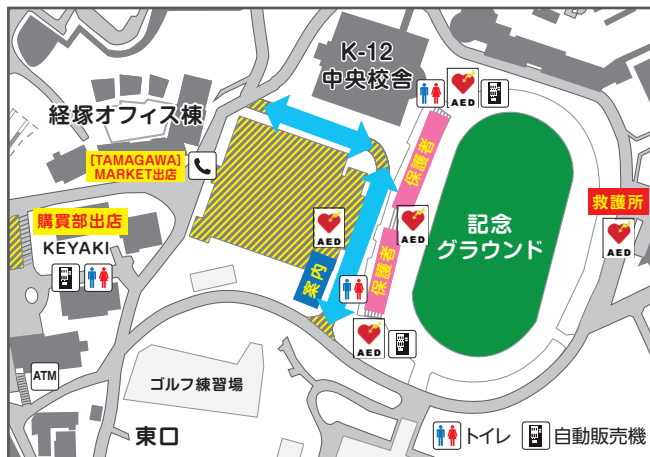 K-12
中央校舎
経塚オフィス棟
[TAMAGAWA]
MARKET出店
購買部出店
KEYAKI
ATM
AED
保護者
AED
AED
案内
保護者
AED
記念
グラウンド
救護所
AED
ゴルフ練習場
東口
トイレ
自動販売機